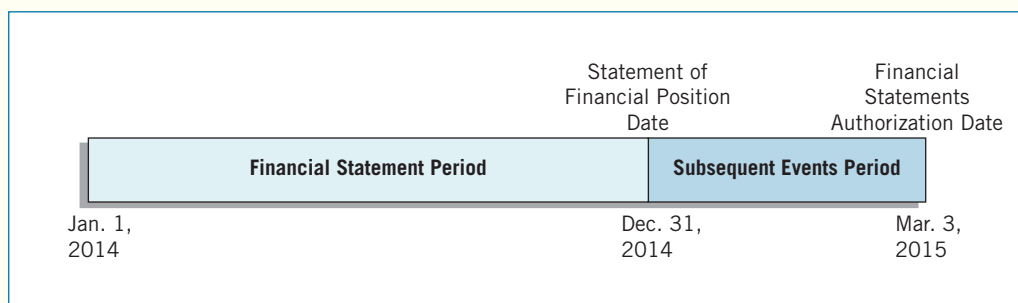 Statement of
Financial Position
Date
Financial
Statements
Authorization Date
Financial Statement Period
Subsequent Events Period
Jan. 1,
2014
Dec. 31,
2014
Mar. 3,
2015